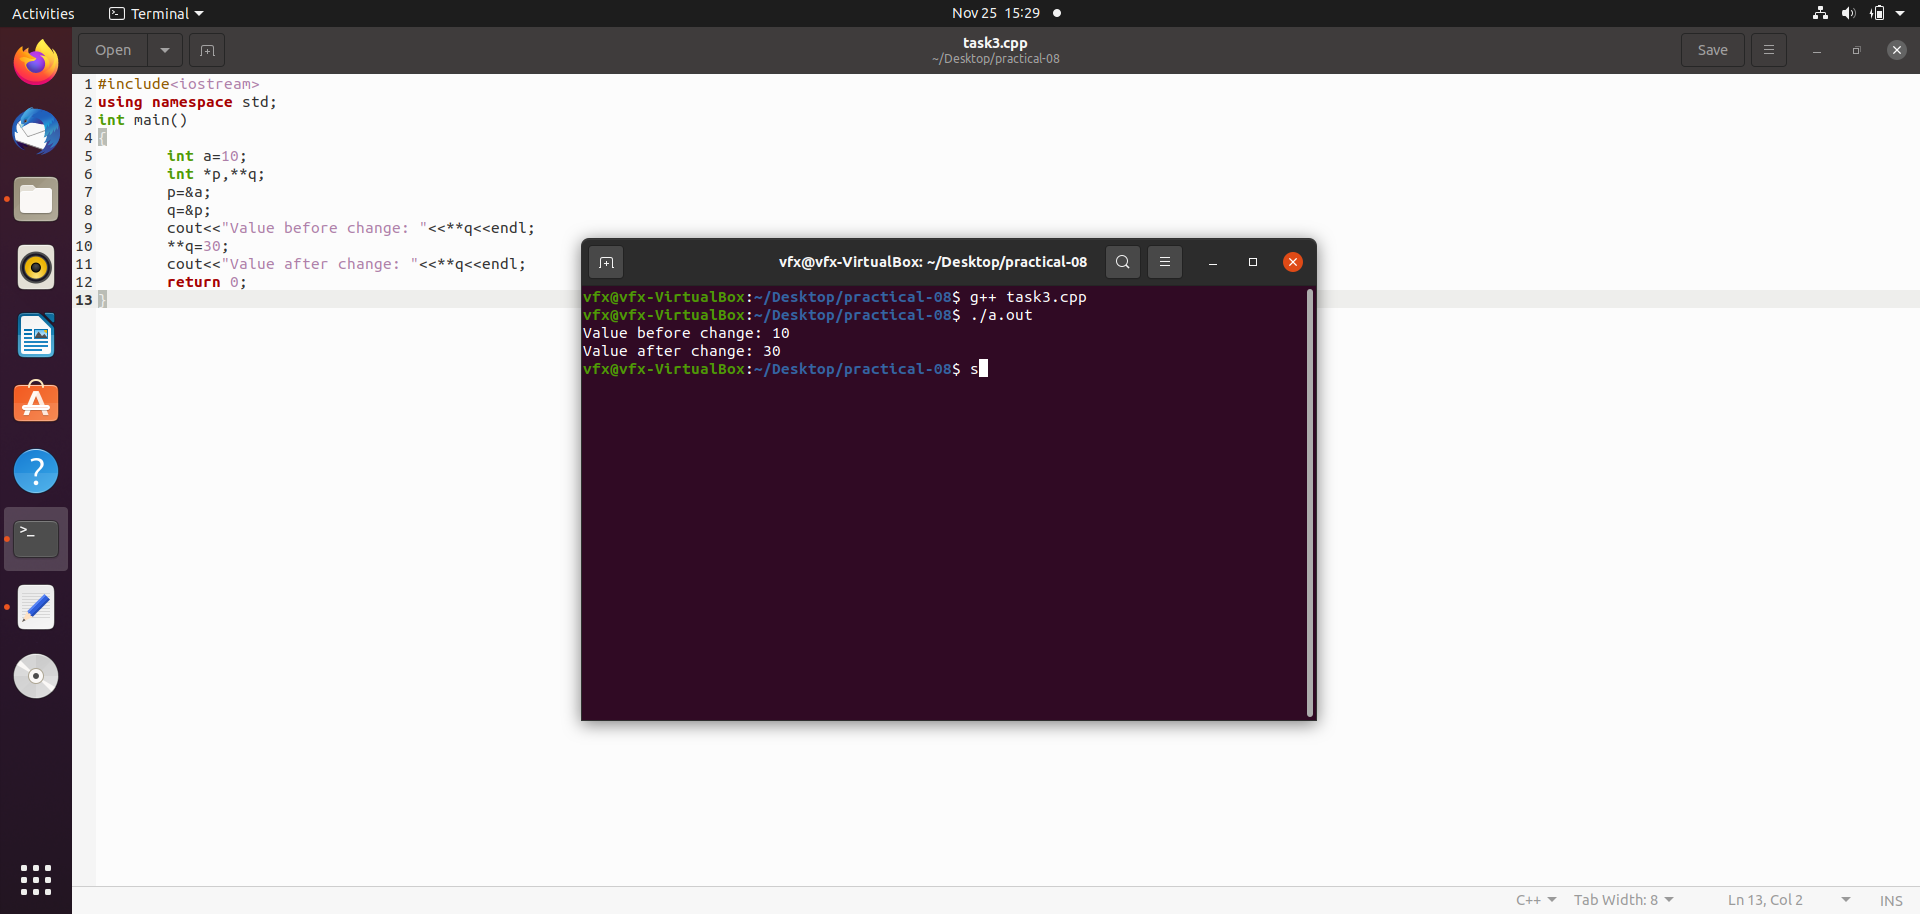 Activities
Terminal
Nov 25 15:29
Open
task3.cpp
~/Desktop/practical-08
Save
1 #include<iostream>
2 using namespace std;
3 int main()
4 {
5 int a=10;
6 int *p,**q;
7 p=&a;
8 q=&p;
9 cout<<"Value before change: "<<**q<<endl;
10 **q=30;
11 cout<<"Value after change: "<<**q<<endl;
12 return 0;
13 }
vfx@vfx-VirtualBox: ~/Desktop/practical-08
vfx@vfx-VirtualBox:~/Desktop/practical-08$ g++ task3.cpp
vfx@vfx-VirtualBox:~/Desktop/practical-08$ ./a.out
Value before change: 10
Value after change: 30
vfx@vfx-VirtualBox:~/Desktop/practical-08$ s
C++
Tab Width: 8
Ln 13, Col 2
INS